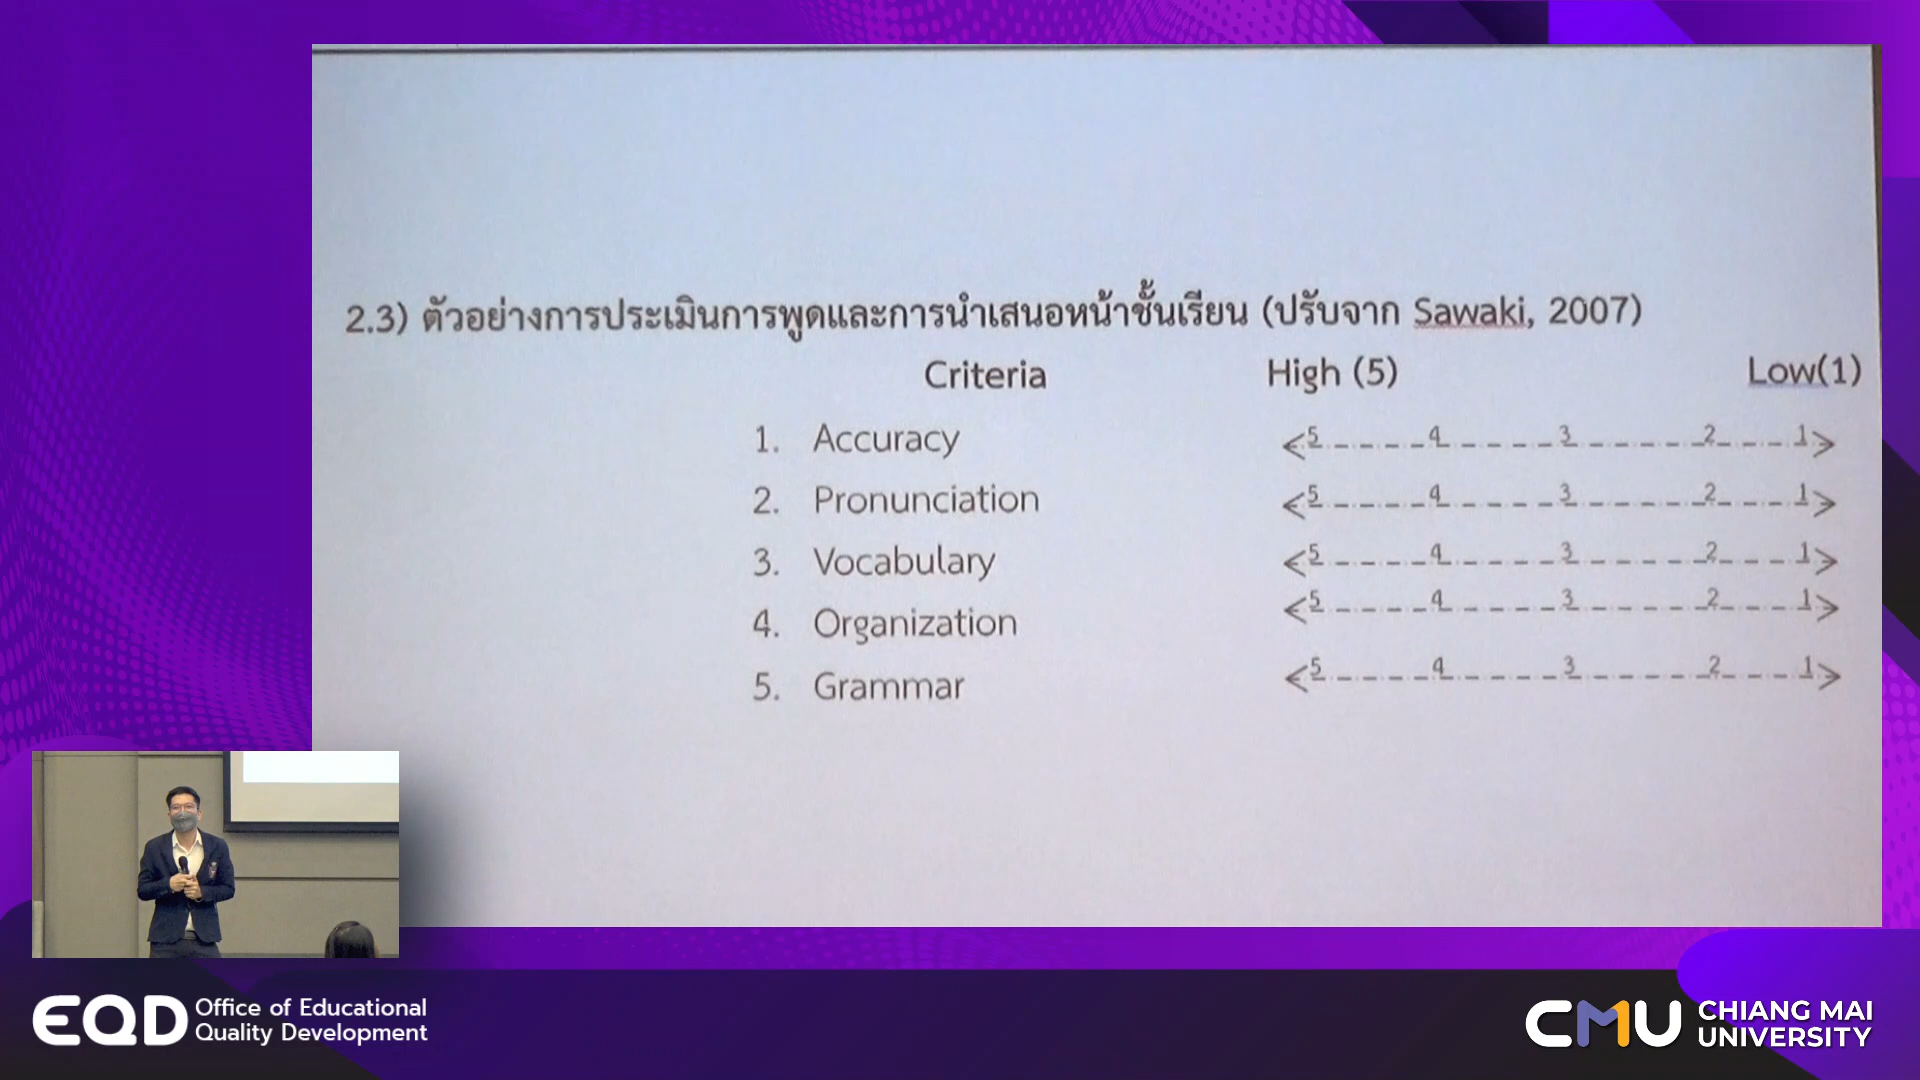 2.3) ตัวอย่างการประเมินการพูดและการนำเสนอหน้าชั้นเรียน (ปรับจาก Sawaki, 2007)
Criteria High (5) Low(1)
1. Accuracy <5 4 3 2 1>
2. Pronunciation <5 4 3 2 1>
3. Vocabulary <5 4 3 2 1>
4. Organization <5 4 3 2 1>
5. Grammar <5 4 3 2 1>
EQD Office of Educational
Quality Development
CMU CHIANG MAI
UNIVERSITY